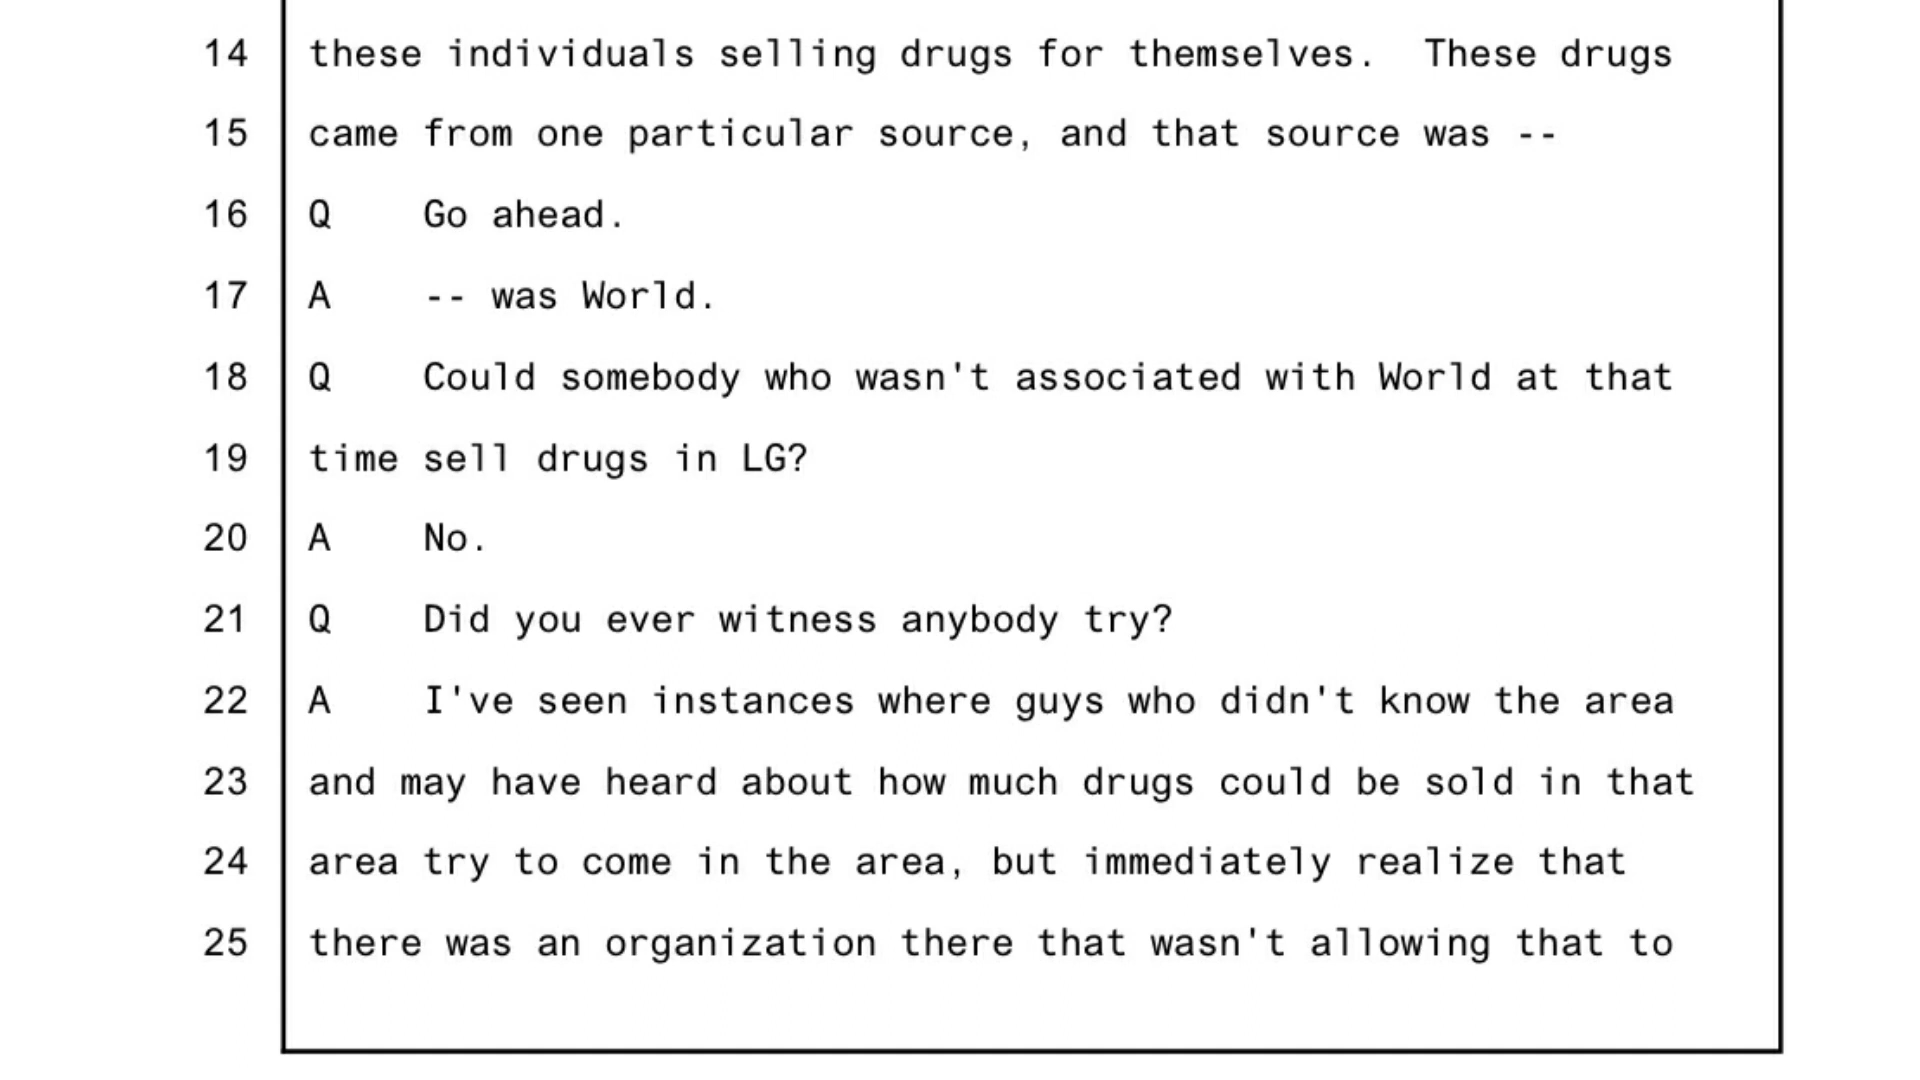 14 these individuals selling drugs for themselves.  These drugs
15 came from one particular source, and that source was --
16 Q    Go ahead.
17 A    -- was World.
18 Q    Could somebody who wasn't associated with World at that
19 time sell drugs in LG?
20 A    No.
21 Q    Did you ever witness anybody try?
22 A    I've seen instances where guys who didn't know the area
23 and may have heard about how much drugs could be sold in that
24 area try to come in the area, but immediately realize that
25 there was an organization there that wasn't allowing that to